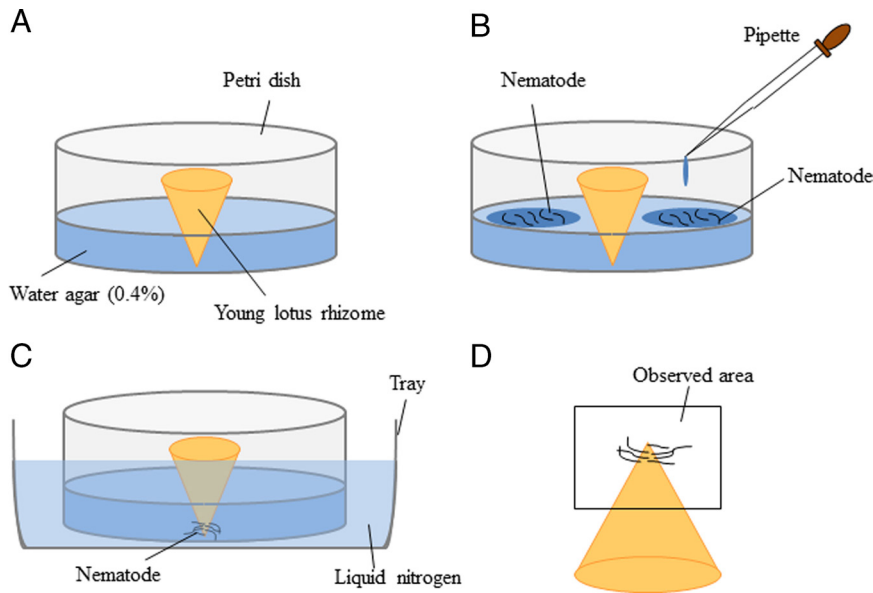 A
Petri dish
Water agar (0.4%)
Young lotus rhizome
B
Pipette
Nematode
Nematode
C
Tray
Nematode
Liquid nitrogen
D
Observed area